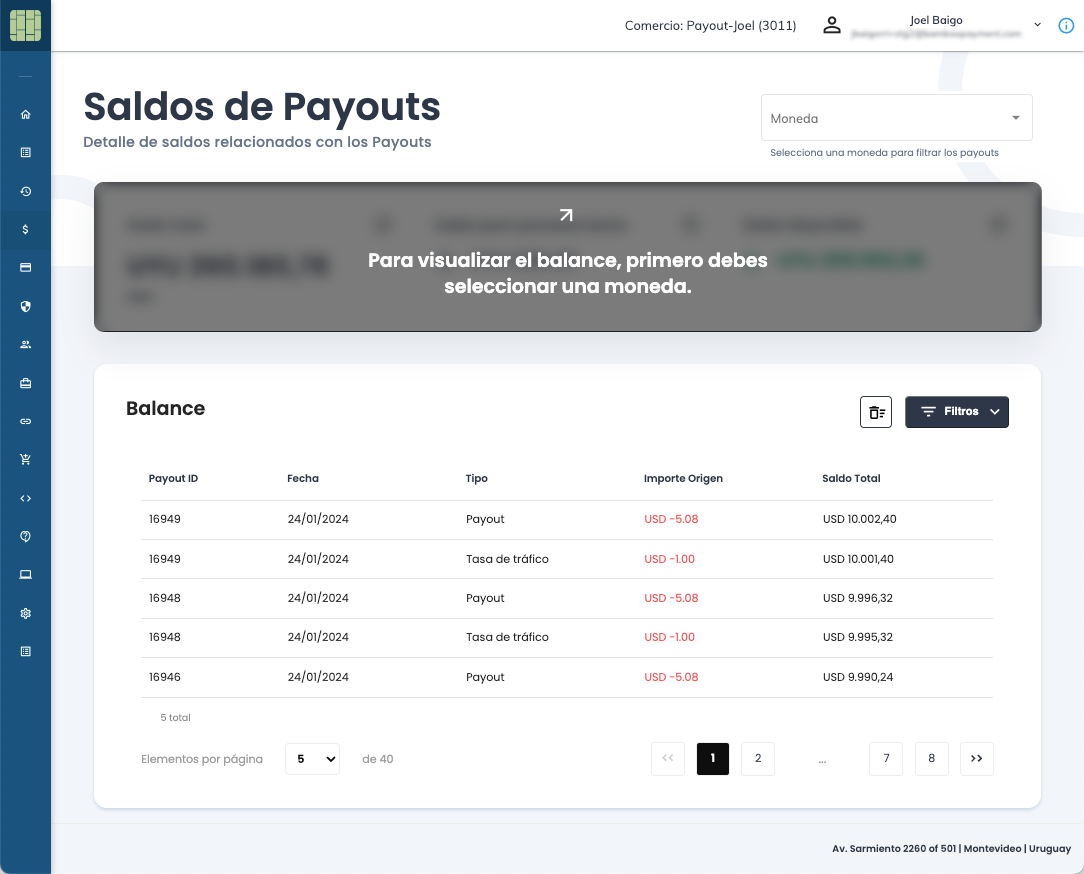 Comercio: Payout-Joel (3011)
Joel Baigo
Saldos de Payouts
Detalle de saldos relacionados con los Payouts
Moneda
Selecciona una moneda para filtrar los payouts
Para visualizar el balance, primero debes
seleccionar una moneda.
Balance
Filtros
Payout ID Fecha Tipo Importe Origen Saldo Total
16949 24/01/2024 Payout USD -5.08 USD 10.002,40
16949 24/01/2024 Tasa de tráfico USD -1.00 USD 10.001,40
16948 24/01/2024 Payout USD -5.08 USD 9.996,32
16948 24/01/2024 Tasa de tráfico USD -1.00 USD 9.995,32
16946 24/01/2024 Payout USD -5.08 USD 9.990,24
5 total
Elementos por página 5 de 40 << 1 2 ... 7 8 >>
Av. Sarmiento 2260 of 501 | Montevideo | Uruguay